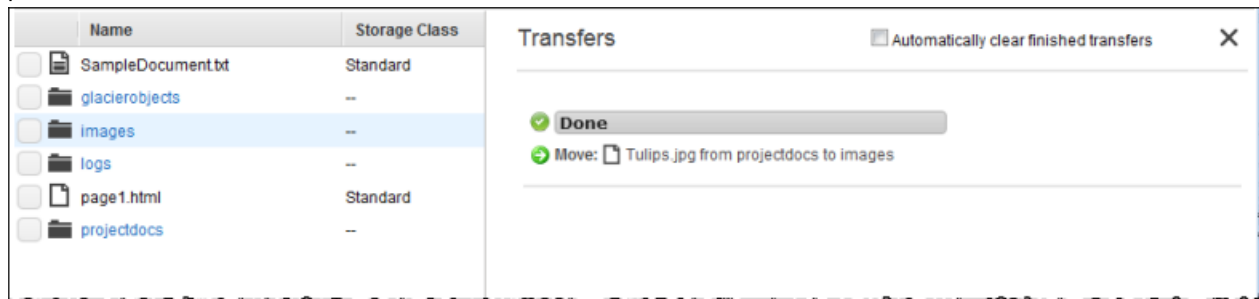 Name Storage Class
SampleDocument.txt Standard
glacierobjects --
images --
logs --
page1.html Standard
projectdocs --
Transfers Automatically clear finished transfers
Done
Move: Tulips.jpg from projectdocs to images